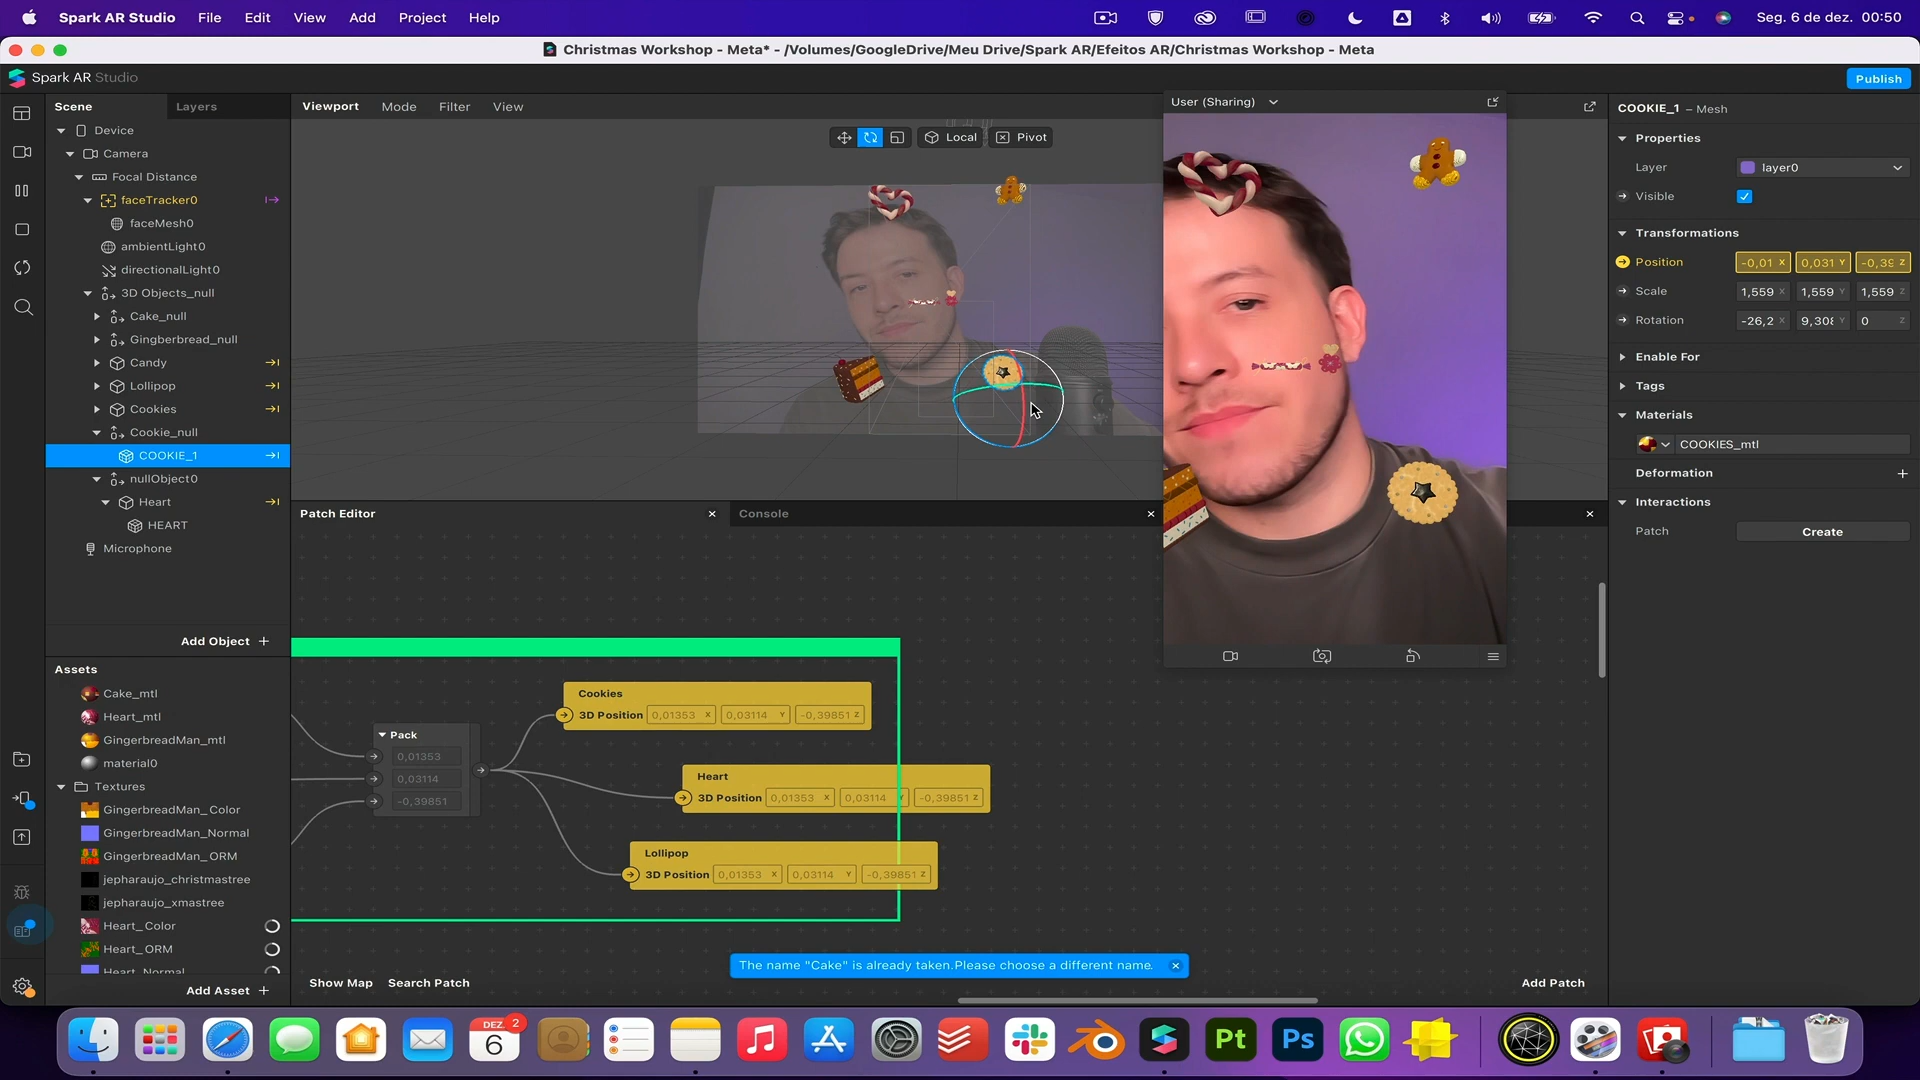 Spark AR Studio File Edit View Add Project Help Seg. 6 de dez. 00:50
Christmas Workshop - Meta* - /Volumes/GoogleDrive/Meu Drive/Spark AR/Efeitos AR/Christmas Workshop - Meta
Spark AR Studio Publish
Scene Layers
Device
Camera
Focal Distance
faceTracker0
faceMesh0
ambientLight0
directionalLight0
3D Objects_null
Cake_null
Gingberbread_null
Candy
Lollipop
Cookies
Cookie_null
COOKIE_1
nullObject0
Heart
HEART
Microphone
Add Object +
Assets
Cake_mtl
Heart_mtl
GingerbreadMan_mtl
material0
Textures
GingerbreadMan_Color
GingerbreadMan_Normal
GingerbreadMan_ORM
jepharaujo_christmastree
jepharaujo_xmastree
Heart_Color
Heart_ORM
Heart_Normal
Add Asset +
Viewport Mode Filter View
Local Pivot
User (Sharing)
Patch Editor
Console
Pack
0,01353
0,03114
-0,39851
Cookies
3D Position 0,01353 X 0,03114 Y -0,39851 Z
Heart
3D Position 0,01353 X 0,03114 Y -0,39851 Z
Lollipop
3D Position 0,01353 X 0,03114 Y -0,39851 Z
The name "Cake" is already taken.Please choose a different name.
Show Map Search Patch Add Patch
COOKIE_1 – Mesh
Properties
Layer layer0
Visible
Transformations
Position -0,01 X 0,031 Y -0,39 Z
Scale 1,559 X 1,559 Y 1,559 Z
Rotation -26,2 X 9,308 Y 0 Z
Enable For
Tags
Materials
COOKIES_mtl
Deformation +
Interactions
Patch Create
DEZ. 2
6
Pt
Ps